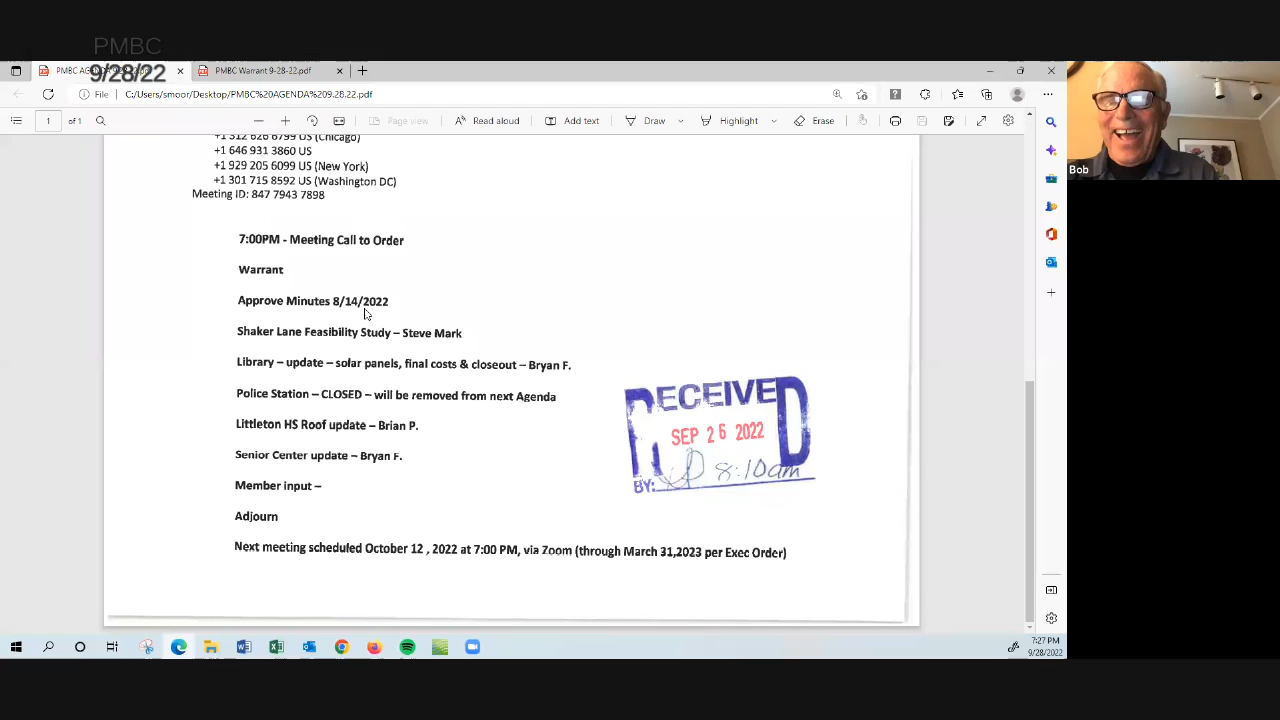 PMBC
9/28/22
PMBC Warrant 9-28-22.pdf
File
C:/Users/smoor/Desktop/PMBC%20AGENDA%209.28.22.pdf
1
of 1
Page view
Read aloud
Add text
Draw
Highlight
Erase
+1 312 626 6799 US (Chicago)
+1 646 931 3860 US
+1 929 205 6099 US (New York)
+1 301 715 8592 US (Washington DC)
Meeting ID: 847 7943 7898
7:00PM - Meeting Call to Order
Warrant
Approve Minutes 8/14/2022
Shaker Lane Feasibility Study – Steve Mark
Library – update – solar panels, final costs & closeout – Bryan F.
Police Station – CLOSED – will be removed from next Agenda
Littleton HS Roof update – Brian P.
Senior Center update – Bryan F.
Member input –
Adjourn
Next meeting scheduled October 12 , 2022 at 7:00 PM, via Zoom (through March 31,2023 per Exec Order)
RECEIVED
SEP 26 2022
BY: 8:10am
Bob
7:27 PM
9/28/2022